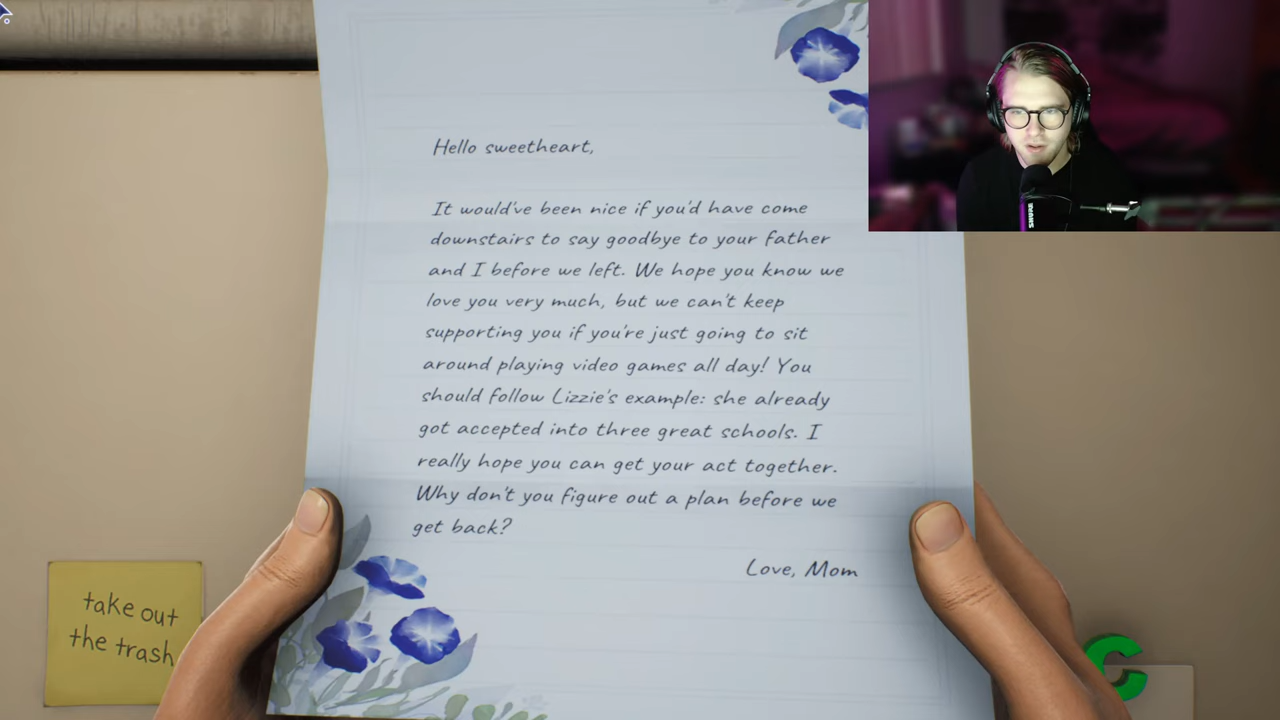 Hello sweetheart,
It would've been nice if you'd have come
downstairs to say goodbye to your father
and I before we left. We hope you know we
love you very much, but we can't keep
supporting you if you're just going to sit
around playing video games all day! You
should follow Lizzie's example: she already
got accepted into three great schools. I
really hope you can get your act together.
Why don't you figure out a plan before we
get back?
Love, Mom
take out
the trash
C
SHURE